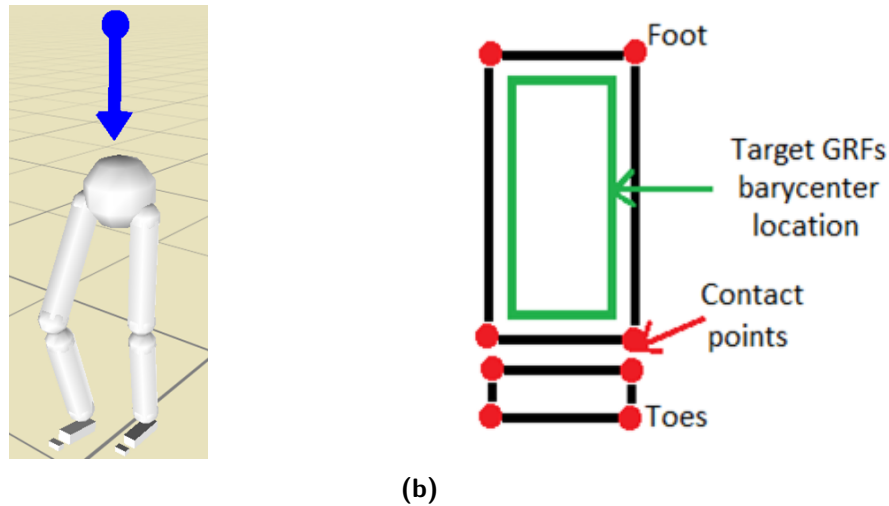 Foot
Target GRFs
barycenter
location
Contact
points
Toes
(b)